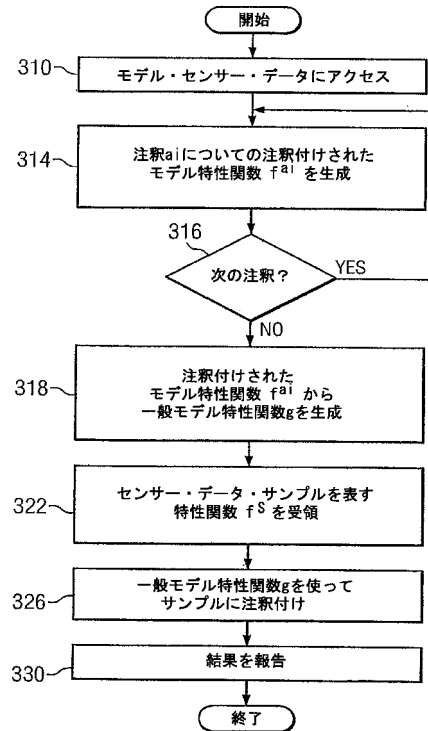 開始
310
モデル・センサー・データにアクセス
314
注釈aiについての注釈付けされた
モデル特性関数 f^ai を生成
316
次の注釈?
YES
NO
318
注釈付けされた
モデル特性関数 f^ai から
一般モデル特性関数gを生成
322
センサー・データ・サンプルを表す
特性関数 f^S を受領
326
一般モデル特性関数gを使って
サンプルに注釈付け
330
結果を報告
終了